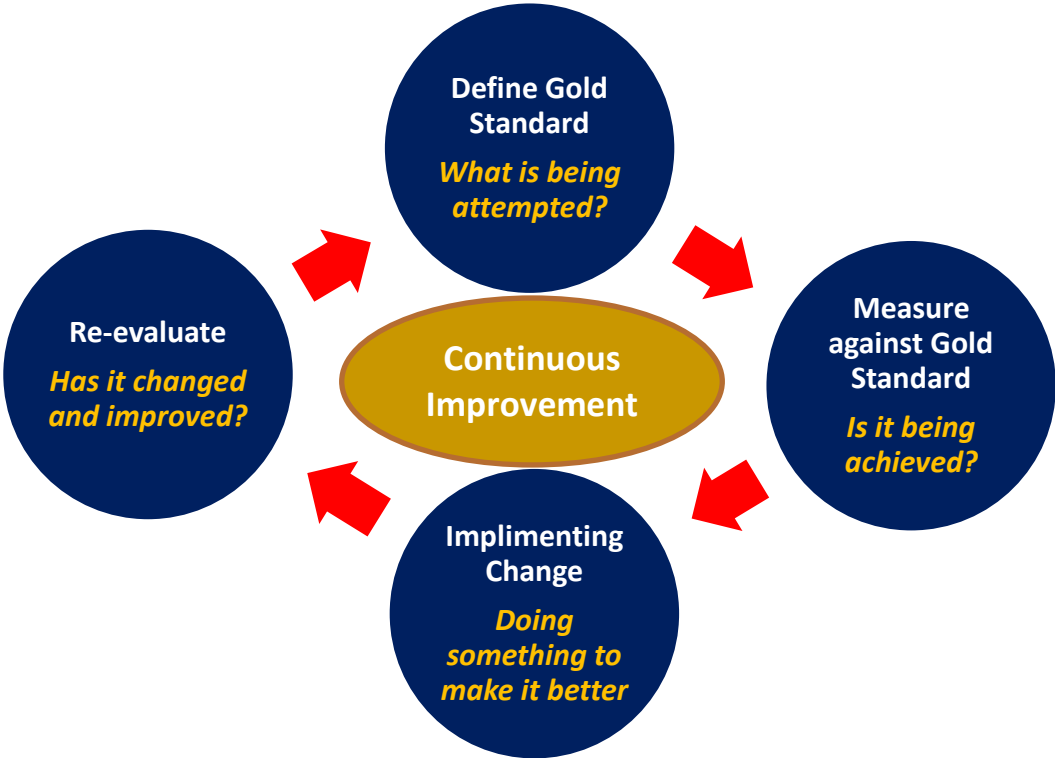 Define Gold
Standard
What is being
attempted?
Measure
against Gold
Standard
Is it being
achieved?
Implimenting
Change
Doing
something to
make it better
Re-evaluate
Has it changed
and improved?
Continuous
Improvement